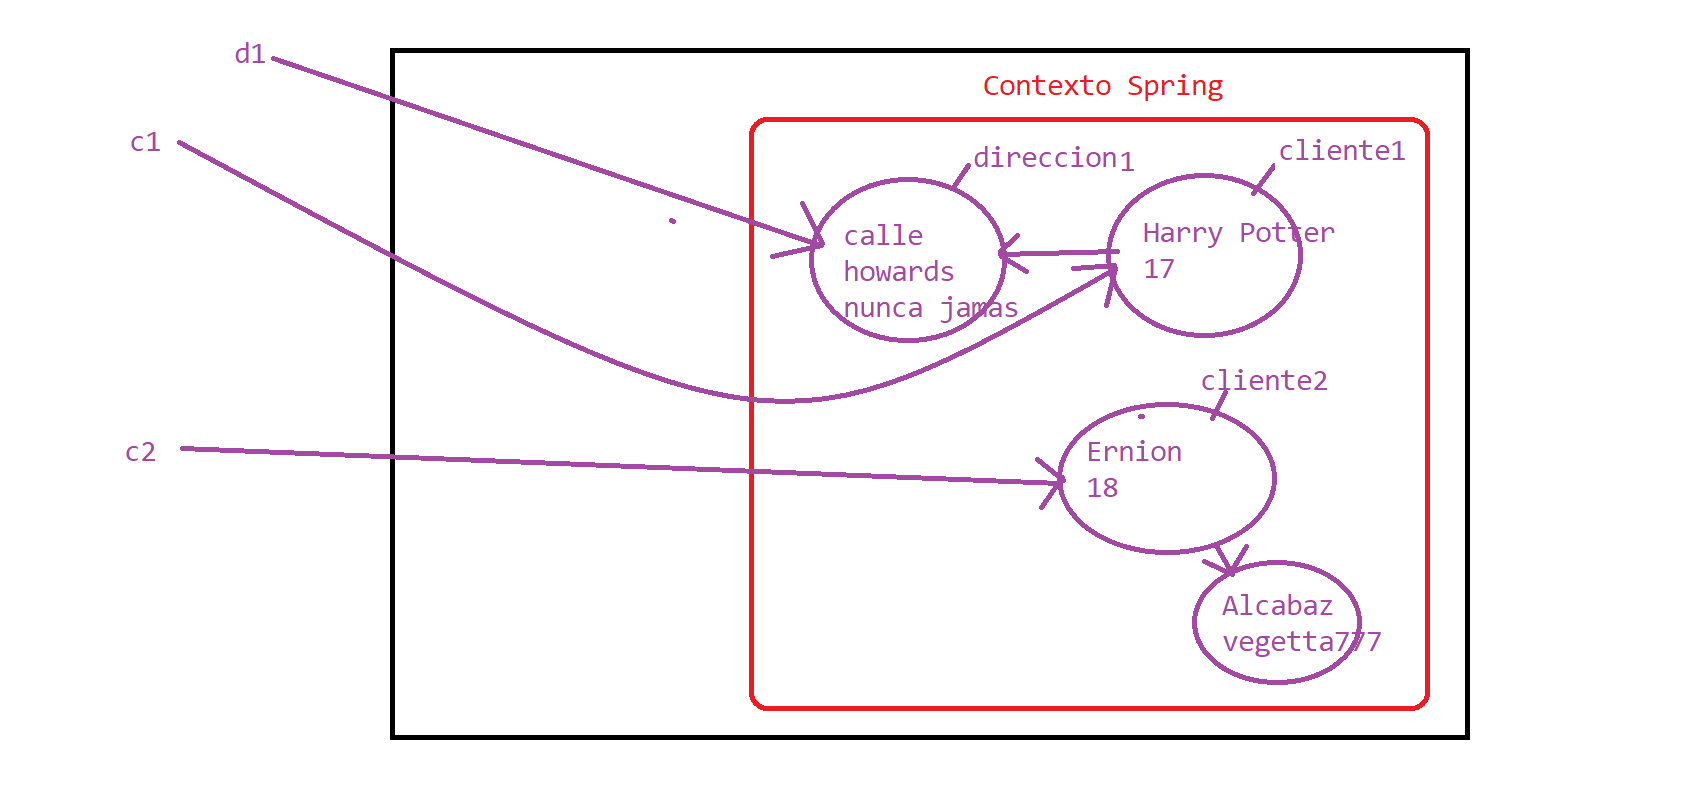 d1
Contexto Spring
c1
direccion1
cliente1
calle
howards
nunca jamas
Harry Potter
17
cliente2
c2
Ernion
18
Alcabaz
vegetta777